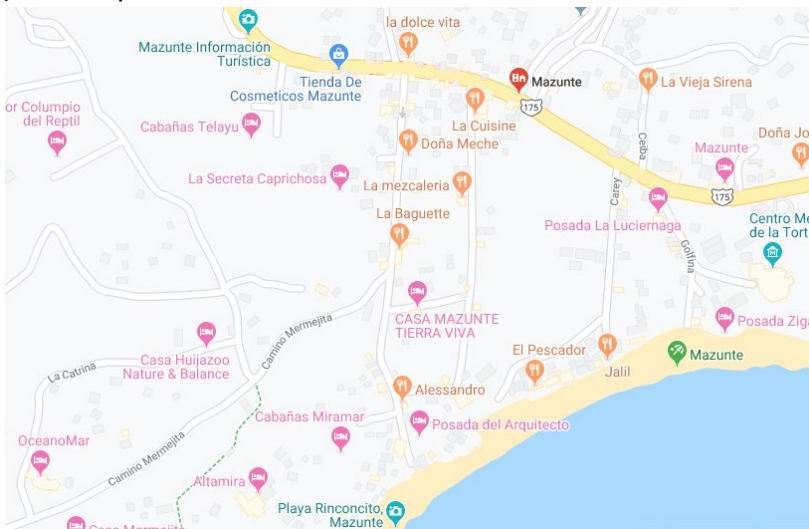 la dolce vita
Mazunte Información
Turística
Tienda De
Cosmeticos Mazunte
Mazunte
175
La Vieja Sirena
or Columpio
del Reptil
Cabañas Telayu
La Cuisine
Doña Meche
Ceiba
Doña Jo
Mazunte
La Secreta Caprichosa
La mezcaleria
Carey
175
La Baguette
Posada La Luciernaga
Golfina
Centro Me
de la Tort
CASA MAZUNTE
TIERRA VIVA
Posada Ziga
Camino Mermejita
Casa Huijazoo
Nature & Balance
La Catrina
El Pescador
Jalil
Mazunte
Alessandro
Cabañas Miramar
Posada del Arquitecto
OceanoMar
Camino Mermejita
Altamira
Playa Rinconcito,
Mazunte
Casa Mermejita